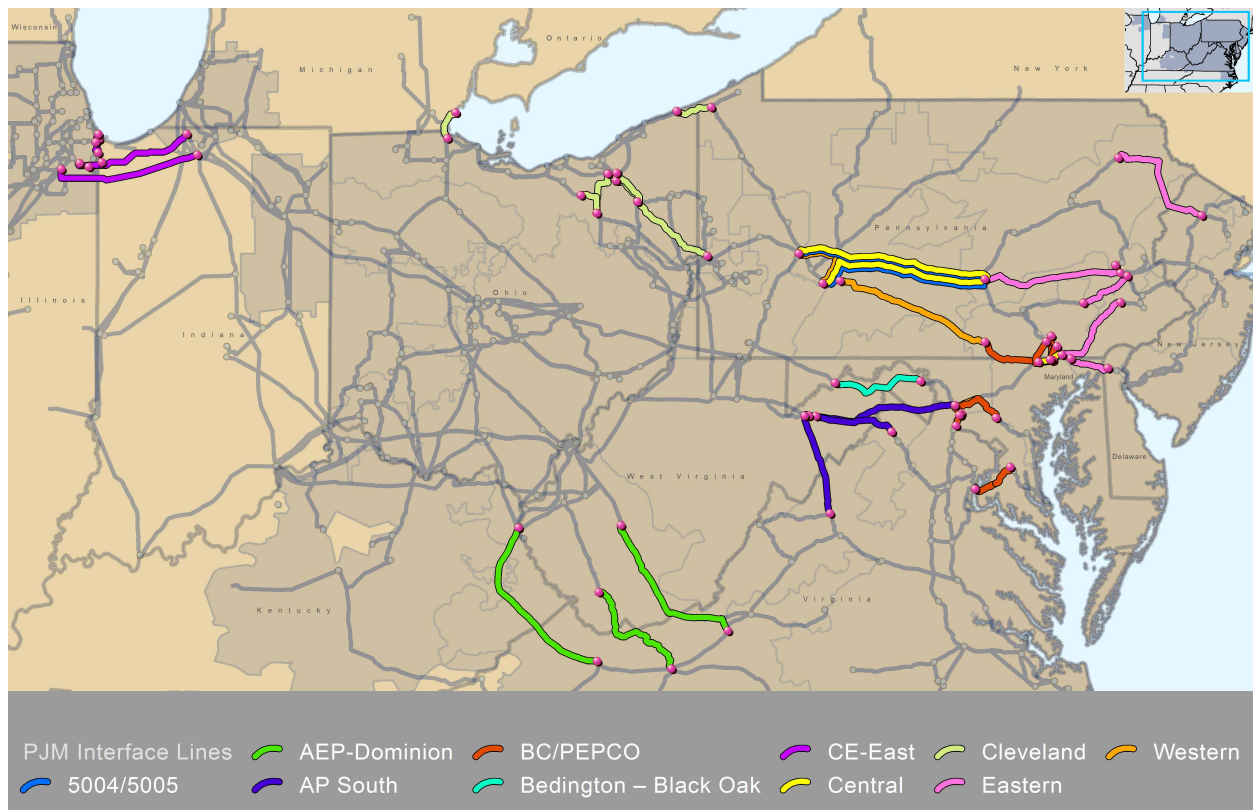 Wisconsin
Ontario
Michigan
New York
Pennsylvania
Illinois
Ohio
Indiana
New Jersey
Maryland
Delaware
West Virginia
Virginia
Kentucky
Virginia
PJM Interface Lines
AEP-Dominion
BC/PEPCO
CE-East
Cleveland
Western
5004/5005
AP South
Bedington – Black Oak
Central
Eastern